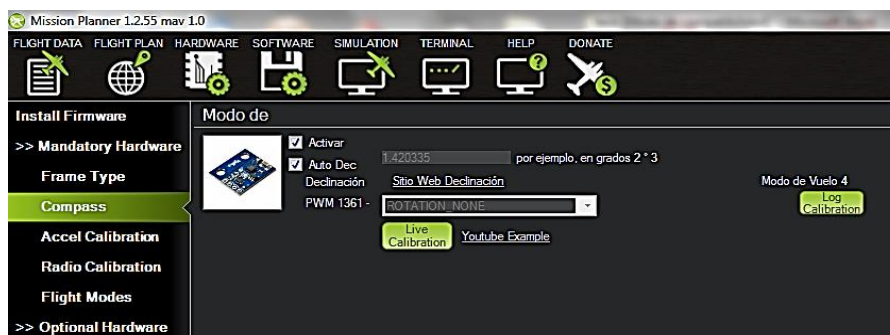 Mission Planner 1.2.55 mav 1.0
FLIGHT DATA FLIGHT PLAN HARDWARE SOFTWARE SIMULATION TERMINAL HELP DONATE
Install Firmware
Modo de
>> Mandatory Hardware
Activar
Auto Dec
1.420335
por ejemplo, en grados 2 ° 3
Frame Type
Declinación
Sitio Web Declinación
Modo de Vuelo 4
Compass
PWM 1361 -
ROTATION_NONE
Log
Calibration
Accel Calibration
Live
Calibration
Youtube Example
Radio Calibration
Flight Modes
>> Optional Hardware